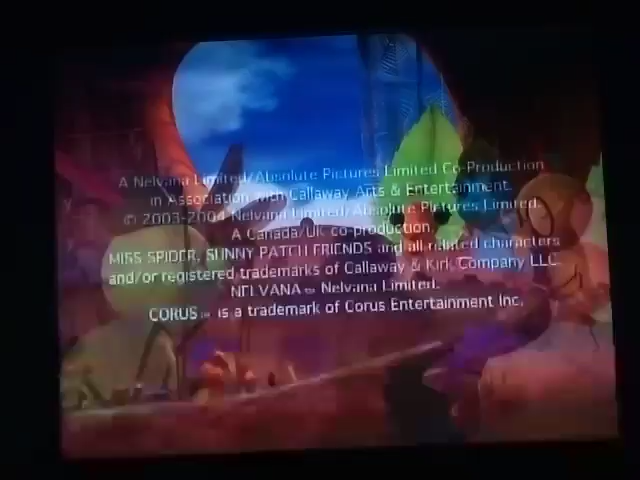 A Nelvana Limited/Absolute Pictures Limited Co-Production
in Association with Callaway Arts & Entertainment.
© 2003-2004 Nelvana Limited/Absolute Pictures Limited.
A Canada/UK co-production.
MISS SPIDER, SUNNY PATCH FRIENDS and all related characters
and/or registered trademarks of Callaway & Kirk Company LLC.
NELVANA™ Nelvana Limited.
CORUS™ is a trademark of Corus Entertainment Inc.